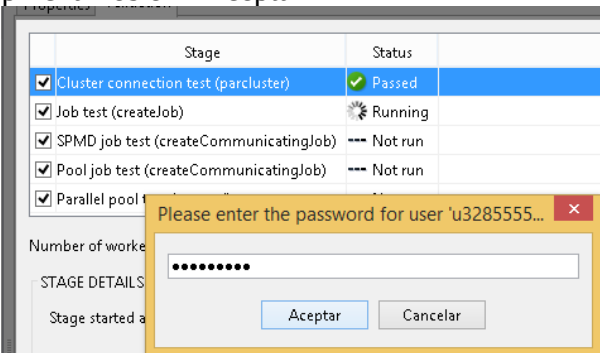 Stage Status
Cluster connection test (parcluster) Passed
Job test (createJob) Running
SPMD job test (createCommunicatingJob) --- Not run
Pool job test (createCommunicatingJob) --- Not run
Parallel pool
Please enter the password for user 'u3285555...
Number of worke
•••••••••
STAGE DETAILS
Stage started a
Aceptar Cancelar